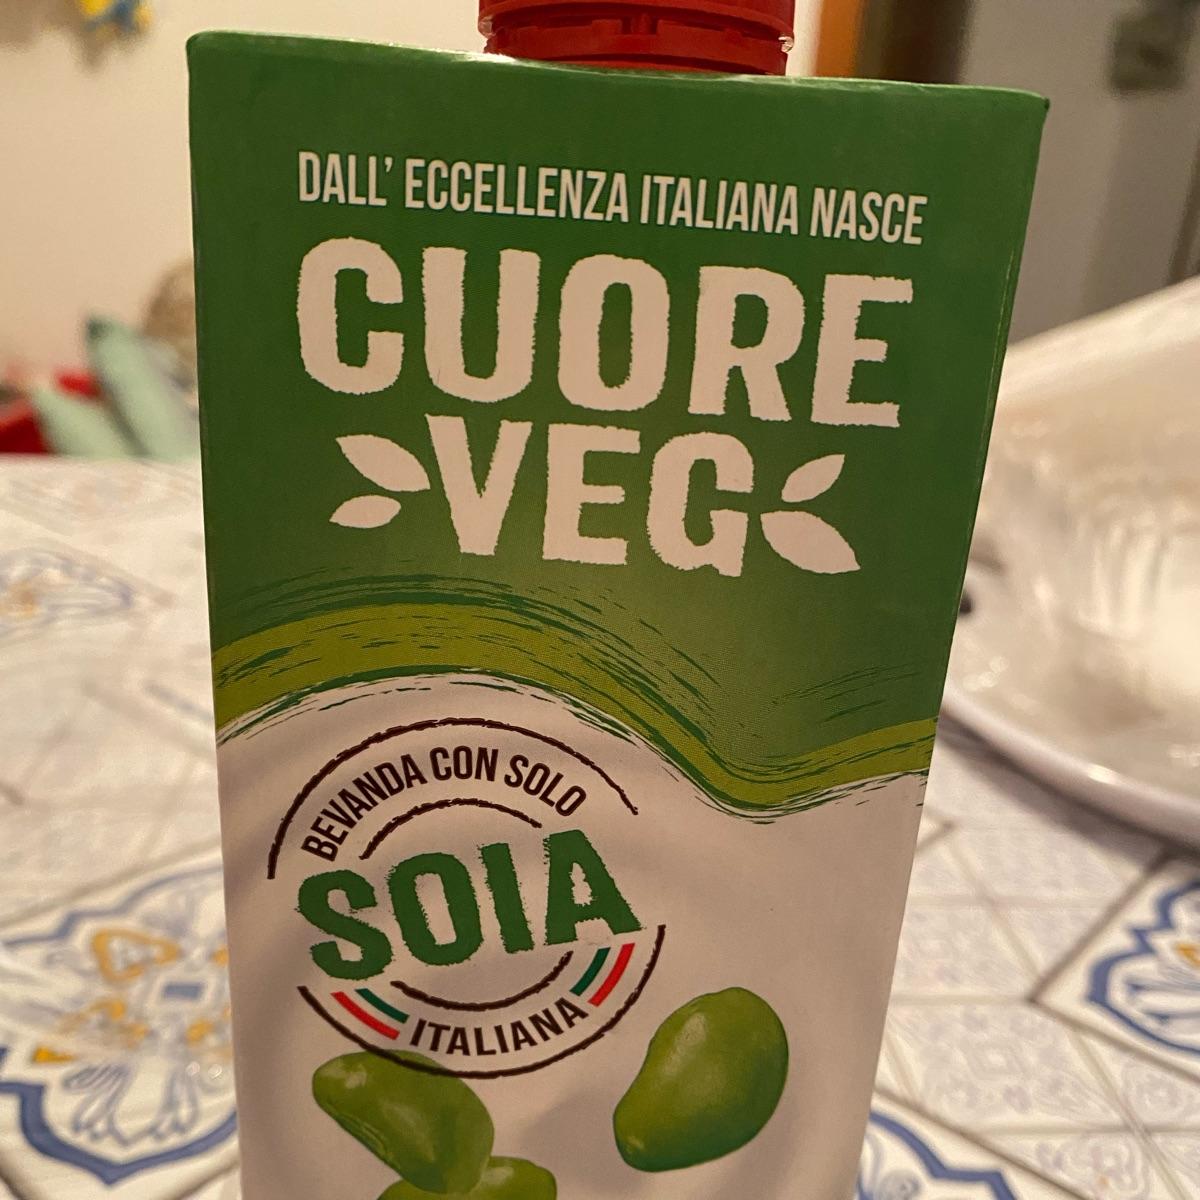 DALL' ECCELLENZA ITALIANA NASCE
CUORE
VEG
BEVANDA CON SOLO
SOIA
ITALIANA